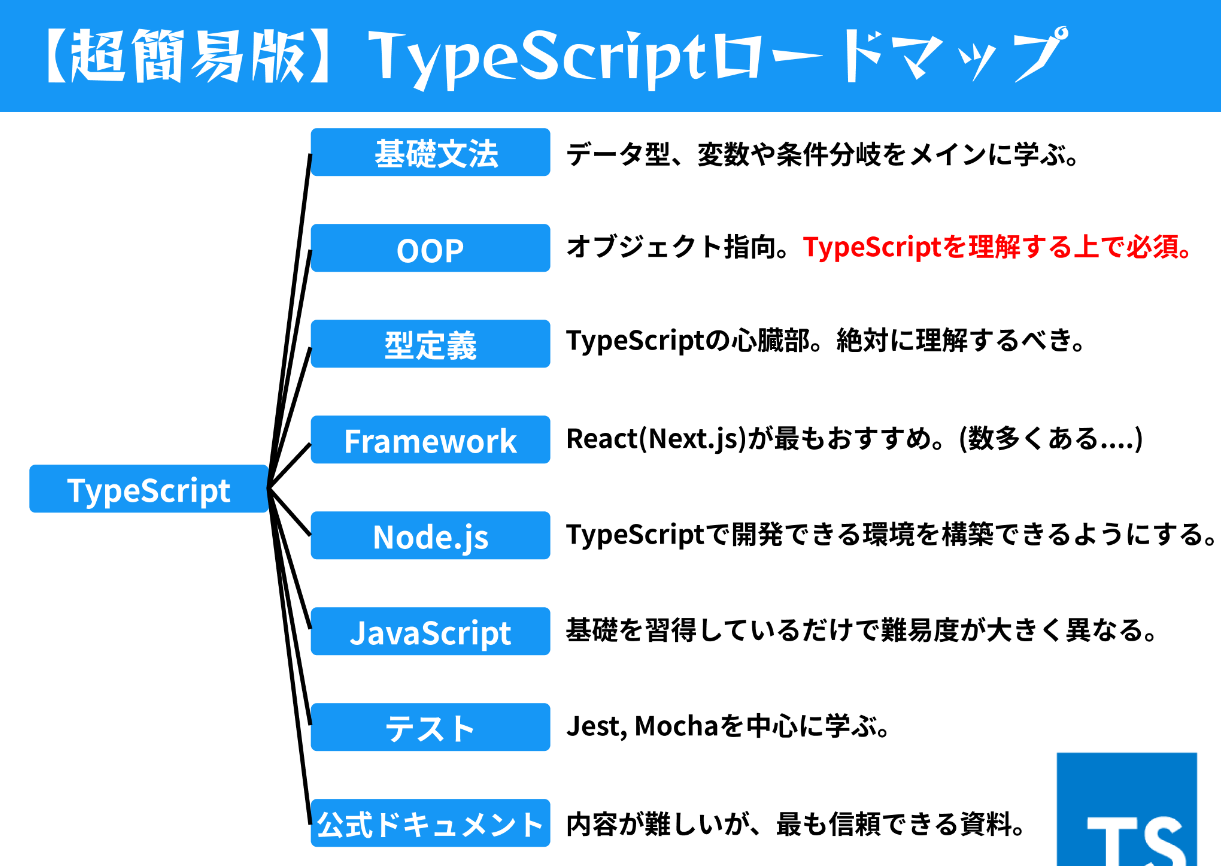 【超簡易版】TypeScriptロードマップ
基礎文法 データ型、変数や条件分岐をメインに学ぶ。
OOP オブジェクト指向。TypeScriptを理解する上で必須。
型定義 TypeScriptの心臓部。絶対に理解するべき。
Framework React(Next.js)が最もおすすめ。(数多くある....)
TypeScript
Node.js TypeScriptで開発できる環境を構築できるようにする。
JavaScript 基礎を習得しているだけで難易度が大きく異なる。
テスト Jest, Mochaを中心に学ぶ。
公式ドキュメント 内容が難しいが、最も信頼できる資料。
TS